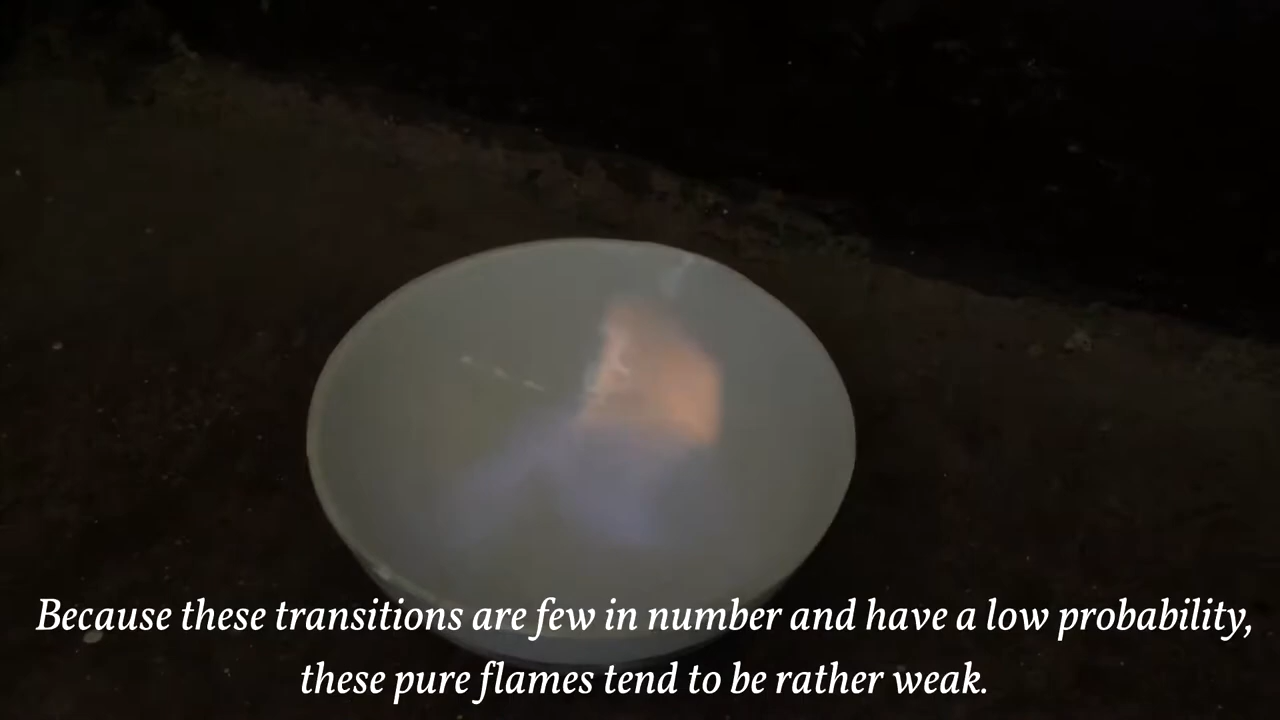 Because these transitions are few in number and have a low probability,
these pure flames tend to be rather weak.